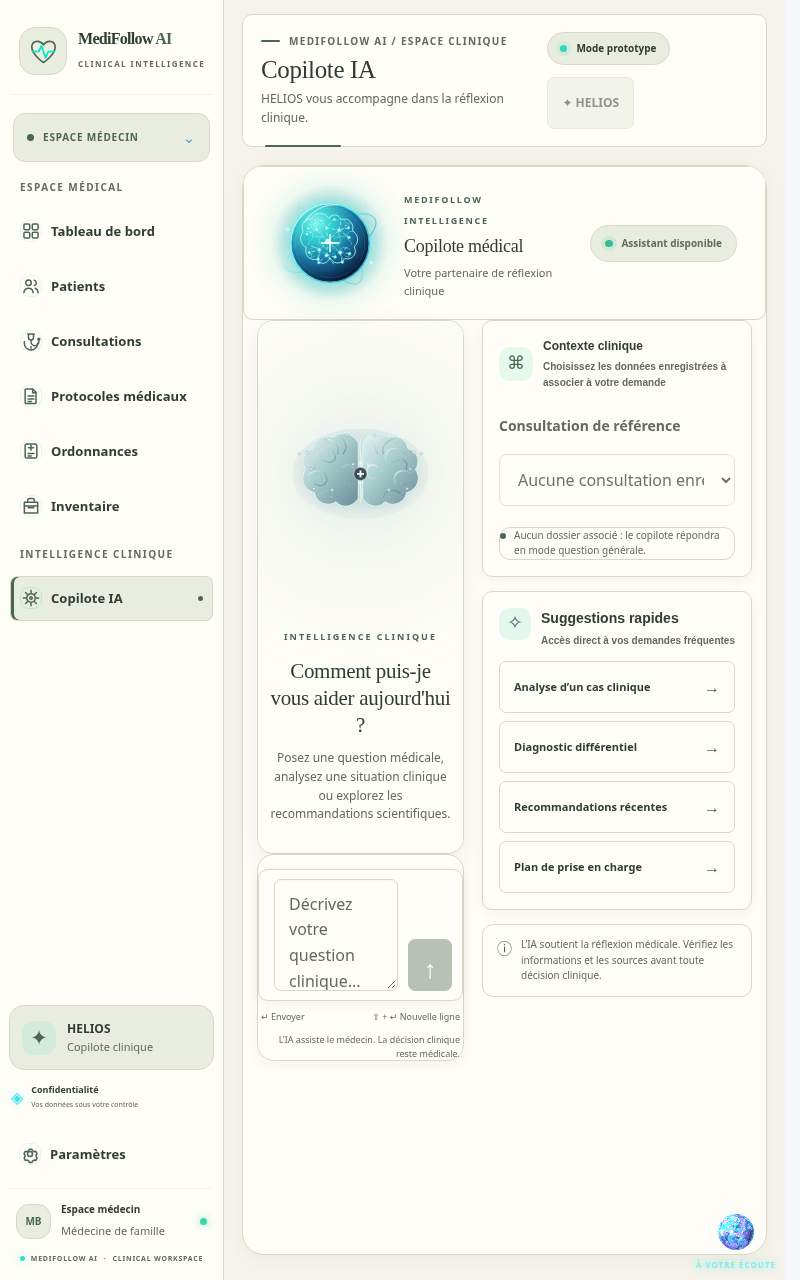 MediFollow AI
CLINICAL INTELLIGENCE
ESPACE MÉDECIN
ESPACE MÉDICAL
Tableau de bord
Patients
Consultations
Protocoles médicaux
Ordonnances
Inventaire
INTELLIGENCE CLINIQUE
Copilote IA
HELIOS
Copilote clinique
Confidentialité
Vos données sous votre contrôle
Paramètres
MB
Espace médecin
Médecine de famille
MEDIFOLLOW AI · CLINICAL WORKSPACE
MEDIFOLLOW AI / ESPACE CLINIQUE
Copilote IA
HELIOS vous accompagne dans la réflexion
clinique.
Mode prototype
✦ HELIOS
MEDIFOLLOW
INTELLIGENCE
Copilote médical
Votre partenaire de réflexion
clinique
Assistant disponible
INTELLIGENCE CLINIQUE
Comment puis-je
vous aider aujourd'hui
?
Posez une question médicale,
analysez une situation clinique
ou explorez les
recommandations scientifiques.
Décrivez
votre
question
clinique...
↑
↵ Envoyer
⇧ + ↵ Nouvelle ligne
L'IA assiste le médecin. La décision clinique
reste médicale.
⌘
Contexte clinique
Choisissez les données enregistrées à
associer à votre demande
Consultation de référence
Aucune consultation enre
Aucun dossier associé : le copilote répondra
en mode question générale.
✧
Suggestions rapides
Accès direct à vos demandes fréquentes
Analyse d’un cas clinique →
Diagnostic différentiel →
Recommandations récentes →
Plan de prise en charge →
ⓘ
L’IA soutient la réflexion médicale. Vérifiez les
informations et les sources avant toute
décision clinique.
À VOTRE ÉCOUTE